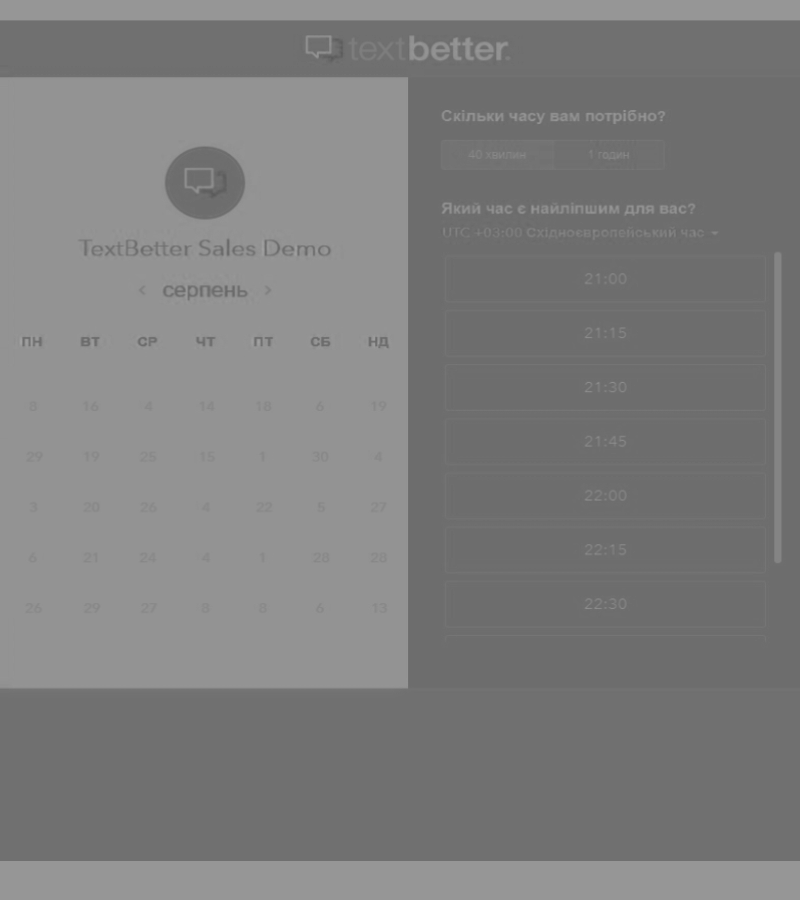 textbetter.
TextBetter Sales Demo
серпень
ПН ВТ СР ЧТ ПТ СБ НД
16 4 14 18 6 19
29 19 25 15 1 30 4
3 20 26 4 22 27
6 21 24 4 1 28 28
26 29 27 8 8 6 13
Скільки часу вам потрібно?
40 хвилин 1 годин
Який час є найліпшим для вас?
UTC +03:00 Східноєвропейський час
21:00
21:15
21:30
21:45
22:00
22:15
22:30